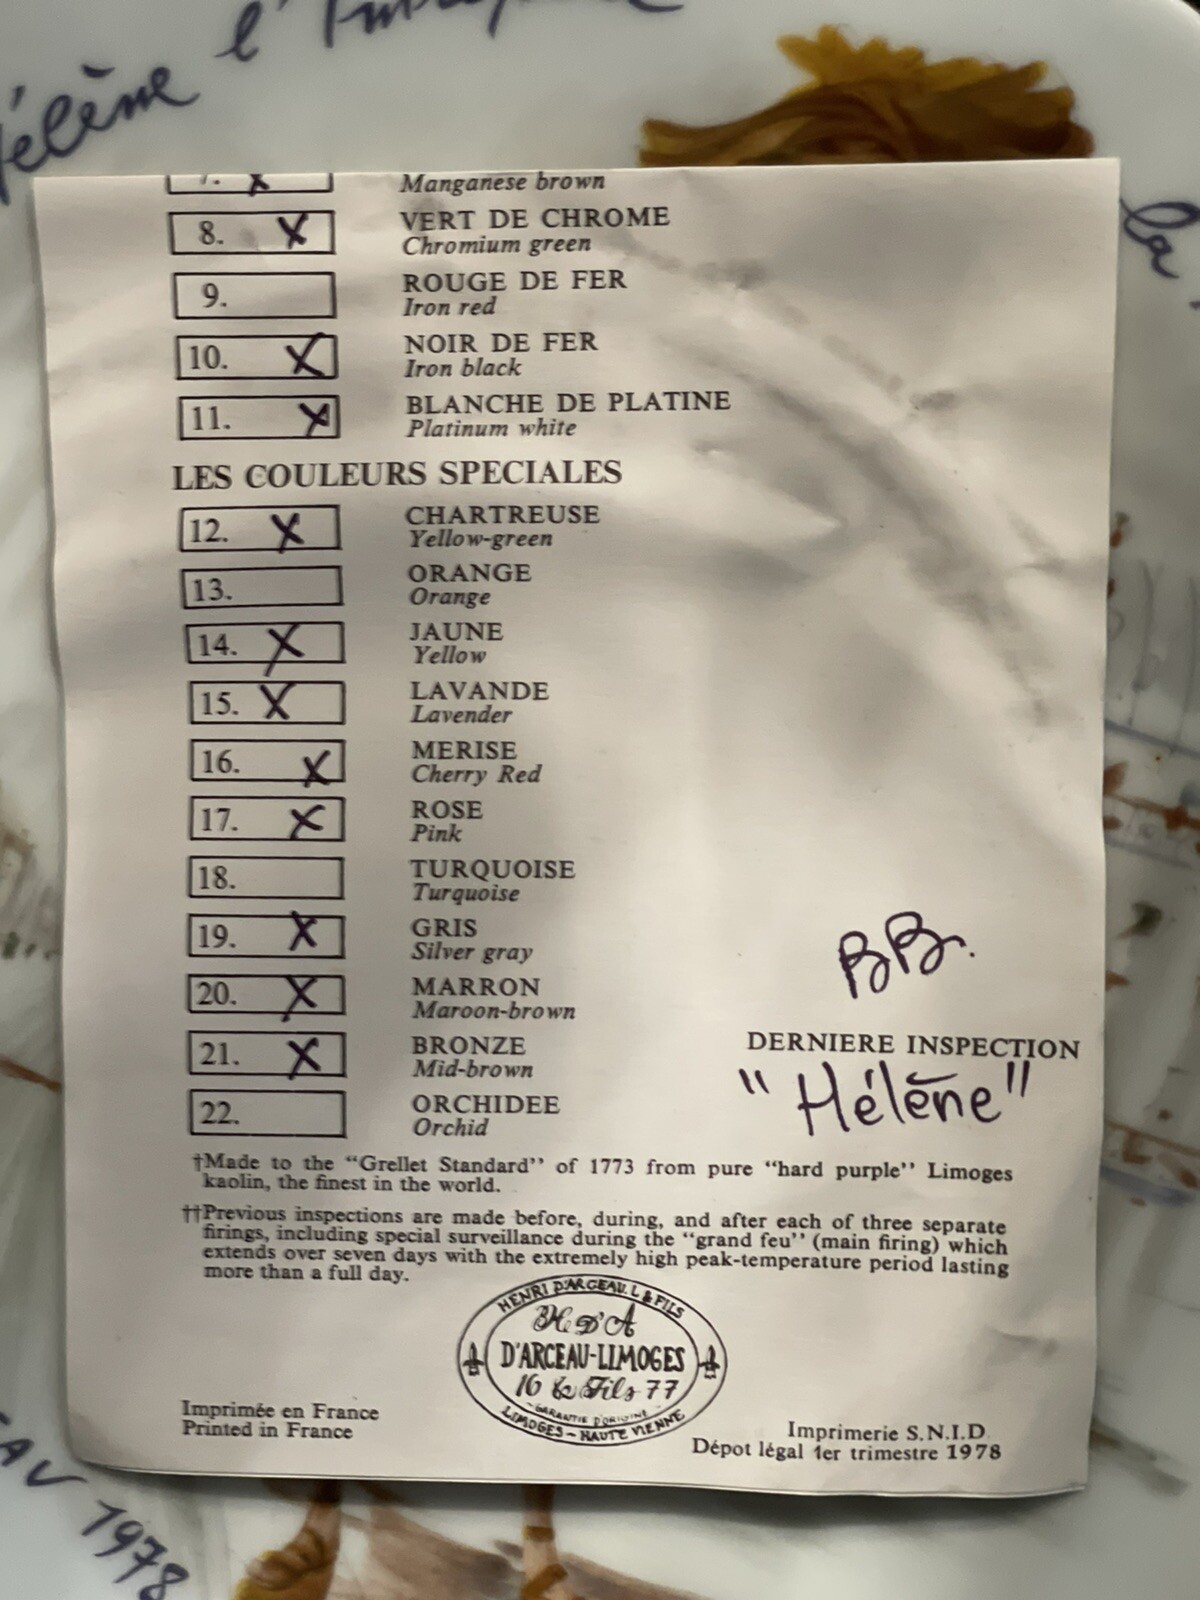 Hélène l'
la
7. X Manganese brown
8. X VERT DE CHROME
Chromium green
9. ROUGE DE FER
Iron red
10. X NOIR DE FER
Iron black
11. X BLANCHE DE PLATINE
Platinum white
LES COULEURS SPECIALES
12. X CHARTREUSE
Yellow-green
13. ORANGE
Orange
14. X JAUNE
Yellow
15. X LAVANDE
Lavender
16. X MERISE
Cherry Red
17. X ROSE
Pink
18. TURQUOISE
Turquoise
19. X GRIS
Silver gray
20. X MARRON
Maroon-brown
21. X BRONZE
Mid-brown
22. ORCHIDEE
Orchid
BB.
DERNIERE INSPECTION
"Hélène"
†Made to the “Grellet Standard” of 1773 from pure “hard purple” Limoges
kaolin, the finest in the world.
††Previous inspections are made before, during, and after each of three separate
firings, including special surveillance during the “grand feu” (main firing) which
extends over seven days with the extremely high peak-temperature period lasting
more than a full day.
HENRI D'ARCEAU. L & FILS
H D'A
D'ARCEAU-LIMOGES
16 & Fils 77
GARANTIE D'ORIGINE
LIMOGES - HAUTE VIENNE
Imprimée en France
Printed in France
Imprimerie S.N.I.D.
Dépot légal 1er trimestre 1978
1978